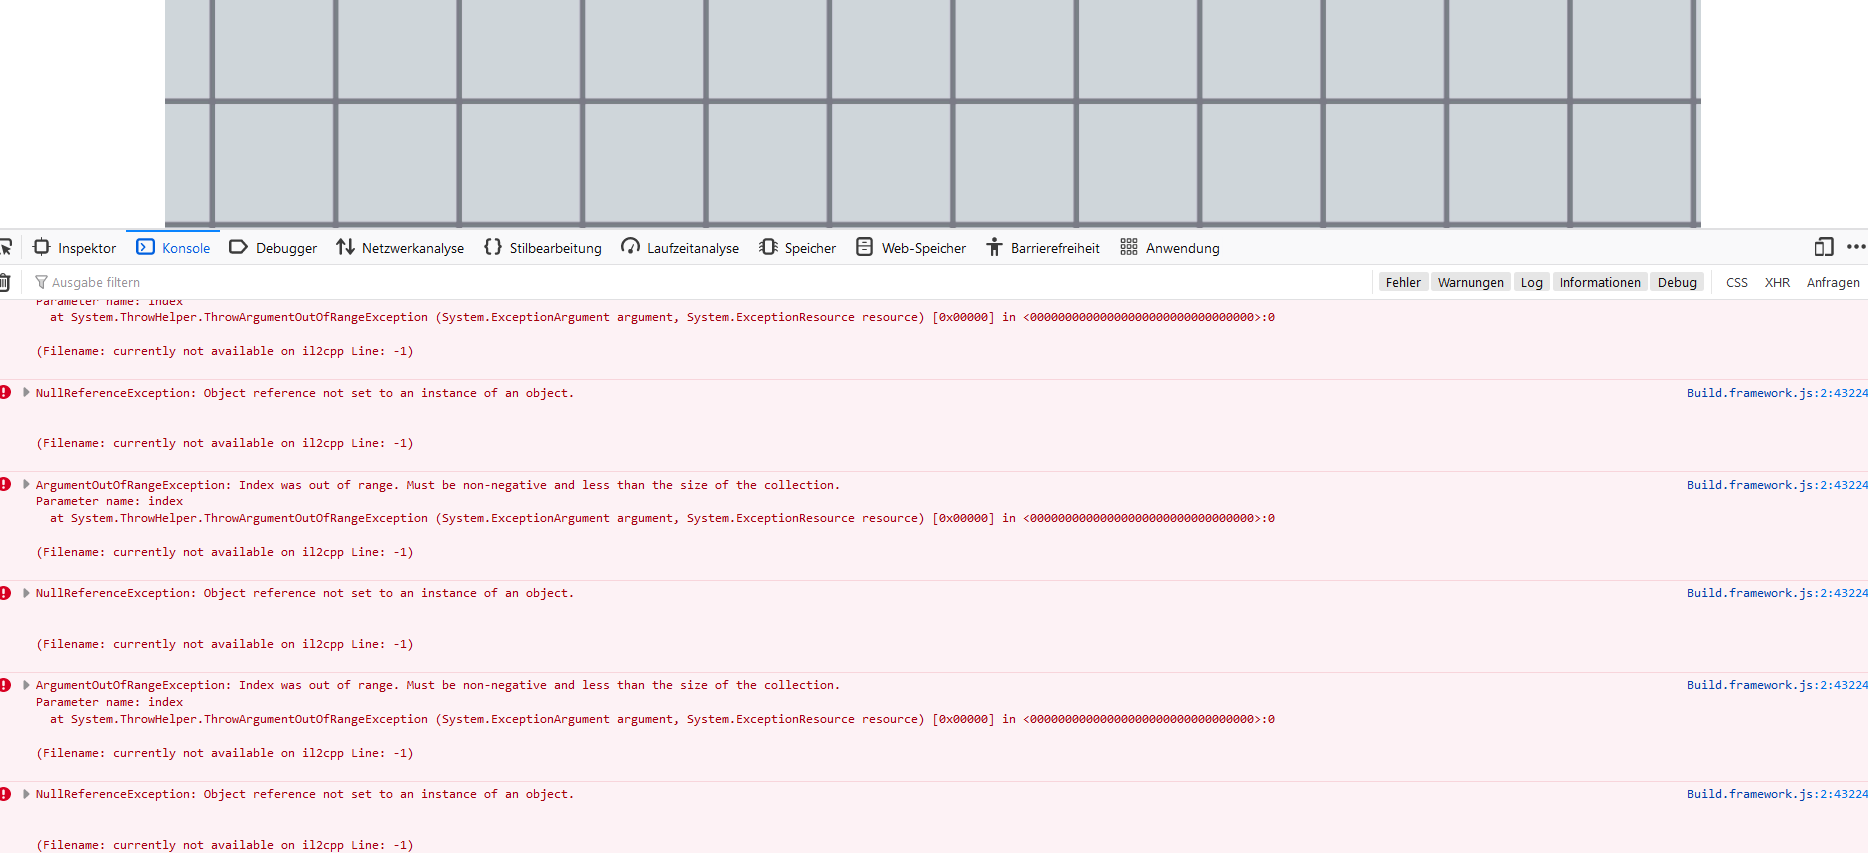 Inspektor Konsole Debugger Netzwerkanalyse Stilbearbeitung Laufzeitanalyse Speicher Web-Speicher Barrierefreiheit Anwendung
Ausgabe filtern Fehler Warnungen Log Informationen Debug CSS XHR Anfragen
Parameter name: index
at System.ThrowHelper.ThrowArgumentOutOfRangeException (System.ExceptionArgument argument, System.ExceptionResource resource) [0x00000] in <00000000000000000000000000000000>:0
(Filename: currently not available on il2cpp Line: -1)
NullReferenceException: Object reference not set to an instance of an object. Build.framework.js:2:43224
(Filename: currently not available on il2cpp Line: -1)
ArgumentOutOfRangeException: Index was out of range. Must be non-negative and less than the size of the collection. Build.framework.js:2:43224
Parameter name: index
at System.ThrowHelper.ThrowArgumentOutOfRangeException (System.ExceptionArgument argument, System.ExceptionResource resource) [0x00000] in <00000000000000000000000000000000>:0
(Filename: currently not available on il2cpp Line: -1)
NullReferenceException: Object reference not set to an instance of an object. Build.framework.js:2:43224
(Filename: currently not available on il2cpp Line: -1)
ArgumentOutOfRangeException: Index was out of range. Must be non-negative and less than the size of the collection. Build.framework.js:2:43224
Parameter name: index
at System.ThrowHelper.ThrowArgumentOutOfRangeException (System.ExceptionArgument argument, System.ExceptionResource resource) [0x00000] in <00000000000000000000000000000000>:0
(Filename: currently not available on il2cpp Line: -1)
NullReferenceException: Object reference not set to an instance of an object. Build.framework.js:2:43224
(Filename: currently not available on il2cpp Line: -1)